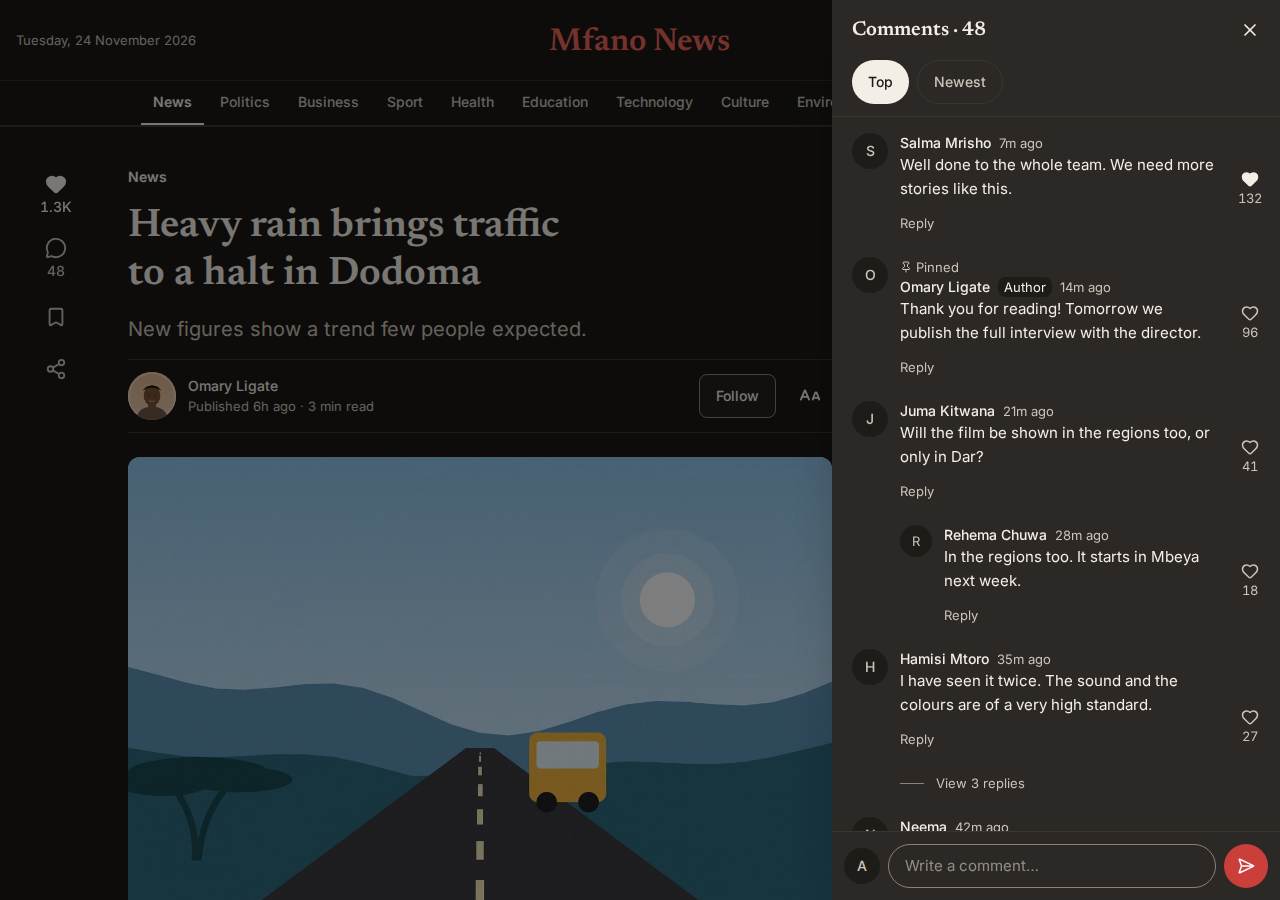 Tuesday, 24 November 2026
Mfano News
News Politics Business Sport Health Education Technology Culture
News
1.3K
48
Heavy rain brings traffic
to a halt in Dodoma
New figures show a trend few people expected.
Omary Ligate
Published 6h ago · 3 min read
Follow
AA
Comments · 48
Top Newest
S
Salma Mrisho 7m ago
Well done to the whole team. We need more
stories like this.
132
Reply
Pinned
O
Omary Ligate Author 14m ago
Thank you for reading! Tomorrow we
publish the full interview with the director.
96
Reply
J
Juma Kitwana 21m ago
Will the film be shown in the regions too, or
only in Dar?
41
Reply
R
Rehema Chuwa 28m ago
In the regions too. It starts in Mbeya
next week.
18
Reply
H
Hamisi Mtoro 35m ago
I have seen it twice. The sound and the
colours are of a very high standard.
27
Reply
View 3 replies
Neema 42m ago
A
Write a comment...